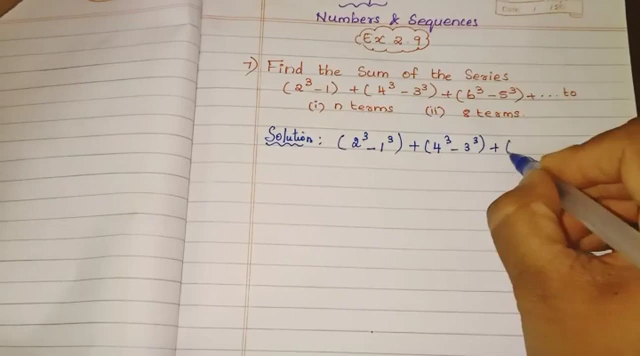 Numbers & Sequences
Ex 2.9
7) Find the Sum of the Series
(2³-1) + (4³-3³) + (6³-5³) + ... to
(i) n terms (ii) 8 terms.
Solution: (2³-1³) + (4³-3³) + (